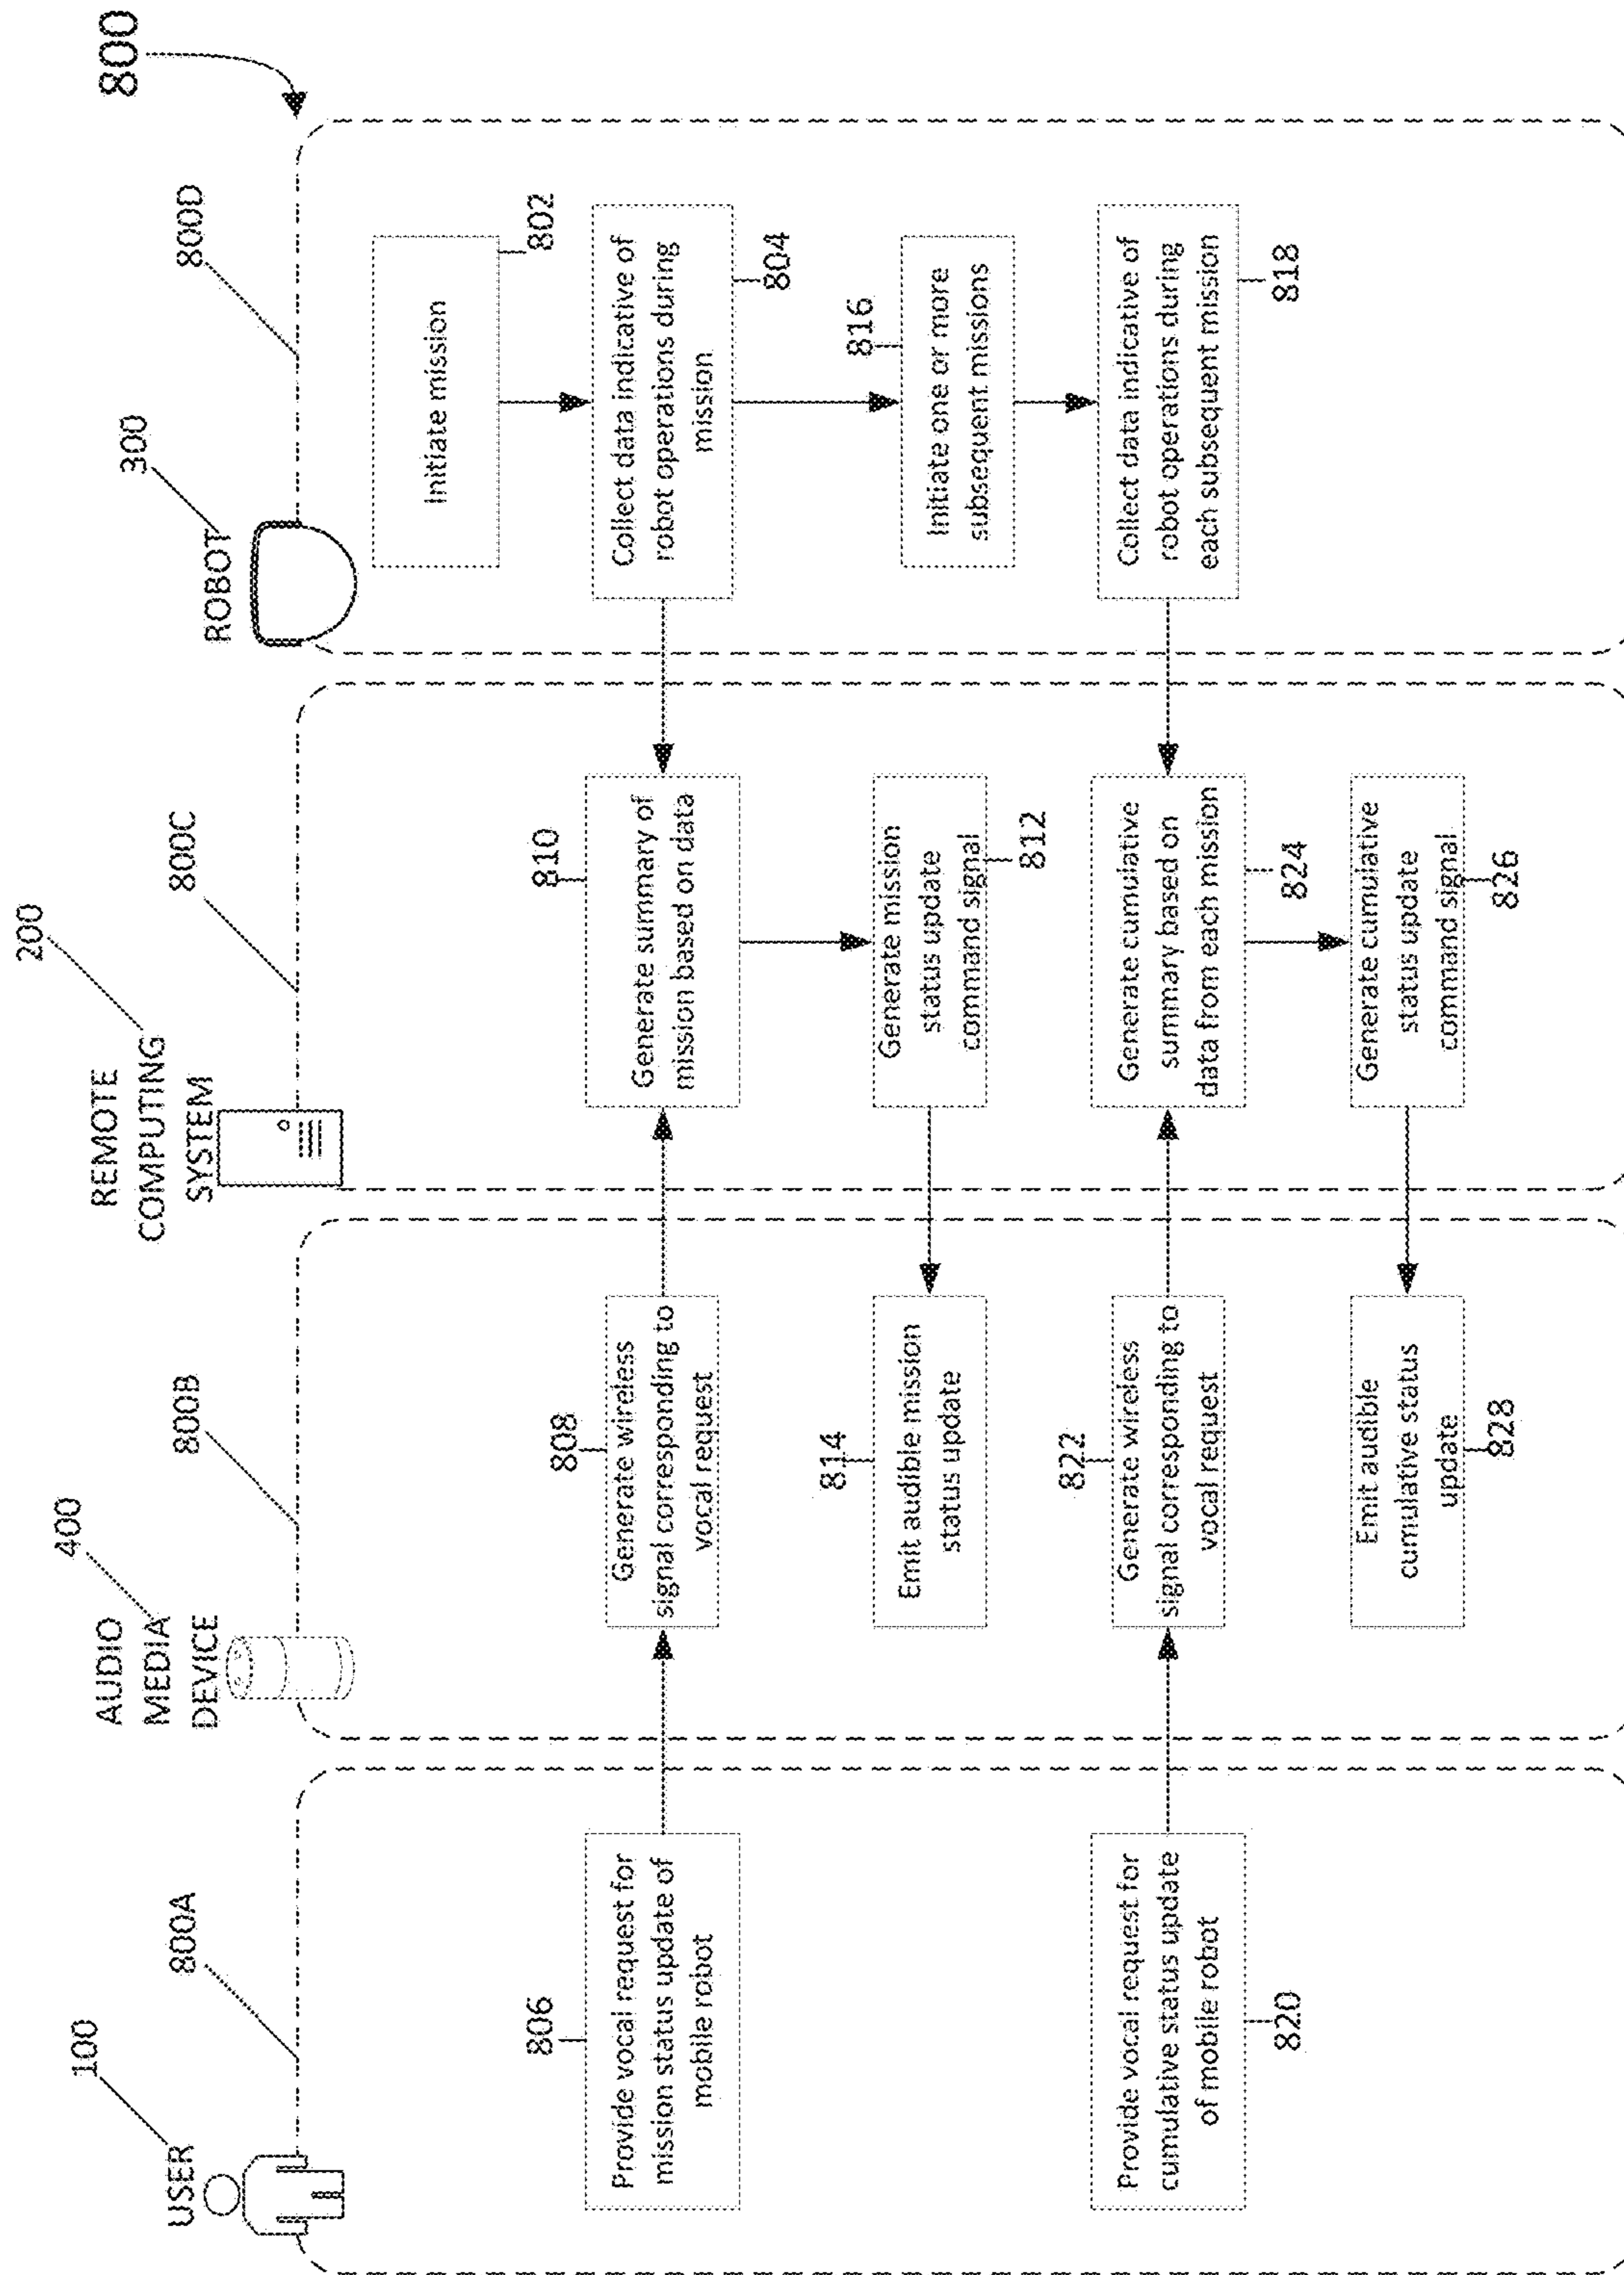 800
100
USER
800A
400
AUDIO
MEDIA
DEVICE
800B
200
REMOTE
COMPUTING
SYSTEM
800C
300
ROBOT
800D
Initiate mission
802
Collect data indicative of
robot operations during
mission
804
806
Provide vocal request for
mission status update of
mobile robot
808
Generate wireless
signal corresponding to
vocal request
810
Generate summary of
mission based on data
Generate mission
status update
command signal
812
814
Emit audible mission
status update
816
Initiate one or more
subsequent missions
Collect data indicative of
robot operations during
each subsequent mission
818
Provide vocal request for
cumulative status update
of mobile robot
820
822
Generate wireless
signal corresponding to
vocal request
Generate cumulative
summary based on
data from each mission
824
Generate cumulative
status update
command signal
826
Emit audible
cumulative status
update
828